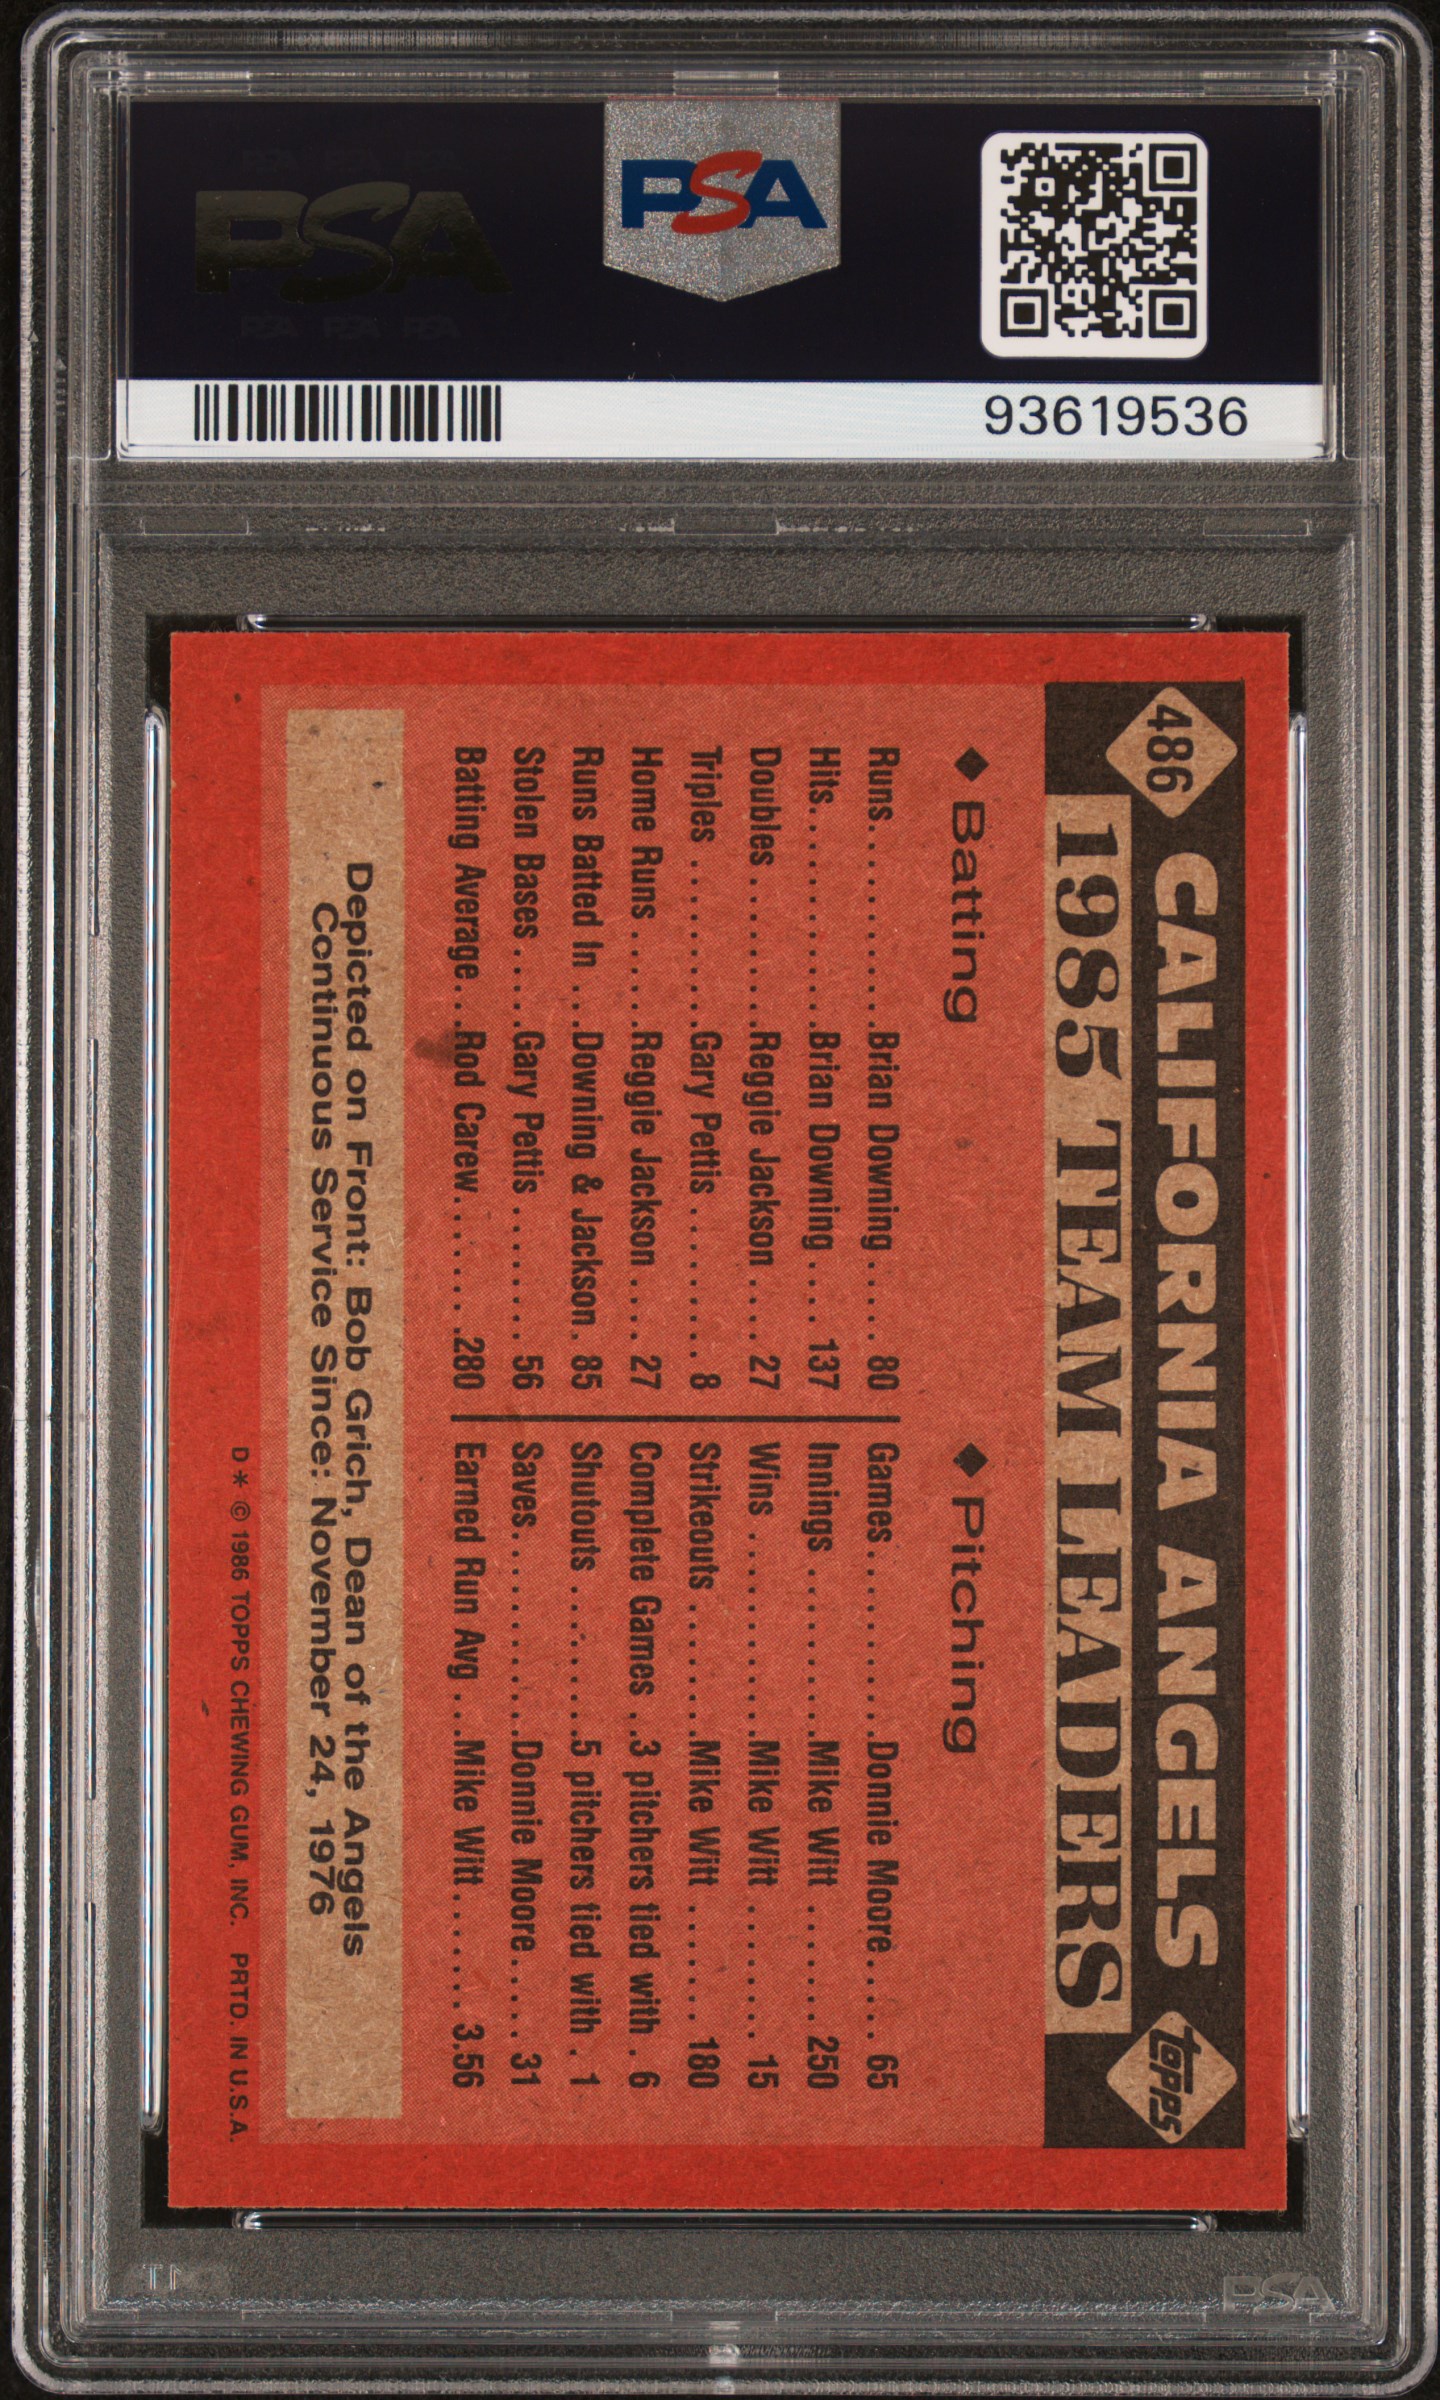 PSA
PSA
93619536
486
CALIFORNIA ANGELS
topps
1985 TEAM LEADERS
◆ Batting
Runs..........Brian Downing.....80
Hits............Brian Downing....137
Doubles.........Reggie Jackson....27
Triples..........Gary Pettis.........8
Home Runs......Reggie Jackson....27
Runs Batted In...Downing & Jackson.85
Stolen Bases.....Gary Pettis.......56
Batting Average...Rod Carew.......280
◆ Pitching
Games..........Donnie Moore.....65
Innings.........Mike Witt.......250
Wins............Mike Witt........15
Strikeouts........Mike Witt.......180
Complete Games..3 pitchers tied with.6
Shutouts........5 pitchers tied with.1
Saves...........Donnie Moore.....31
Earned Run Avg...Mike Witt.......3.56
Depicted on Front: Bob Grich, Dean of the Angels
Continuous Service Since: November 24, 1976
D* © 1986 TOPPS CHEWING GUM, INC. PRTD. IN U.S.A.
PSA